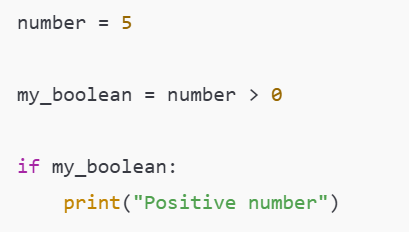 number = 5
my_boolean = number > 0
if my_boolean:
    print("Positive number")